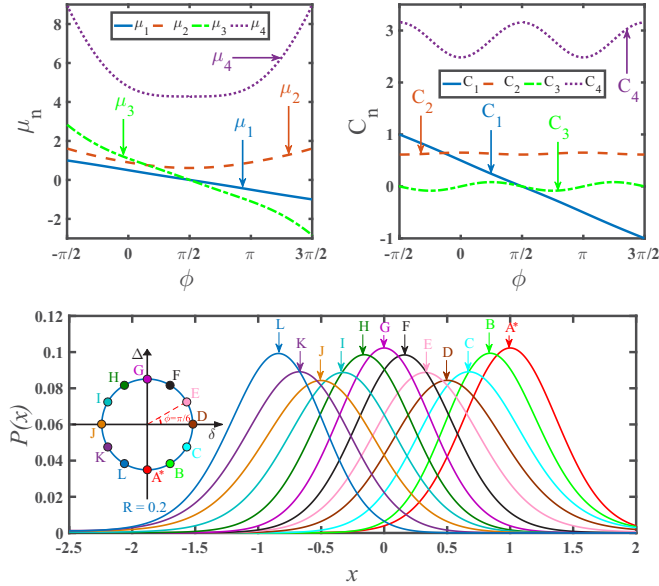 μ₁ μ₂ μ₃ μ₄
μ₄
μ₃
μ₂
μ₁
μₙ
8
6
4
2
0
-2
-π/2 0 π/2 π 3π/2
ϕ
C₁ C₂ C₃ C₄
C₂
C₁
C₃
C₄
Cₙ
3
2
1
0
-1
-π/2 0 π/2 π 3π/2
ϕ
0.12
0.1
0.08
0.06
0.04
0.02
0
P(x)
L K J I H G F E D C B A*
Δ
G
H F
I E
ϕ=π/6
J D
δ
K C
L A* B
R = 0.2
-2.5 -2 -1.5 -1 -0.5 0 0.5 1 1.5 2
x